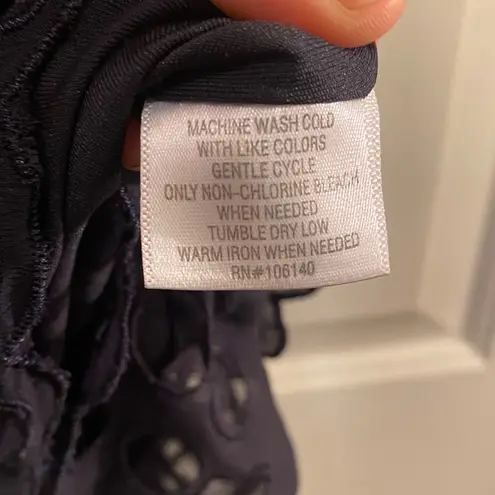 MACHINE WASH COLD
WITH LIKE COLORS
GENTLE CYCLE
ONLY NON-CHLORINE BLEACH
WHEN NEEDED
TUMBLE DRY LOW
WARM IRON WHEN NEEDED
RN#106140